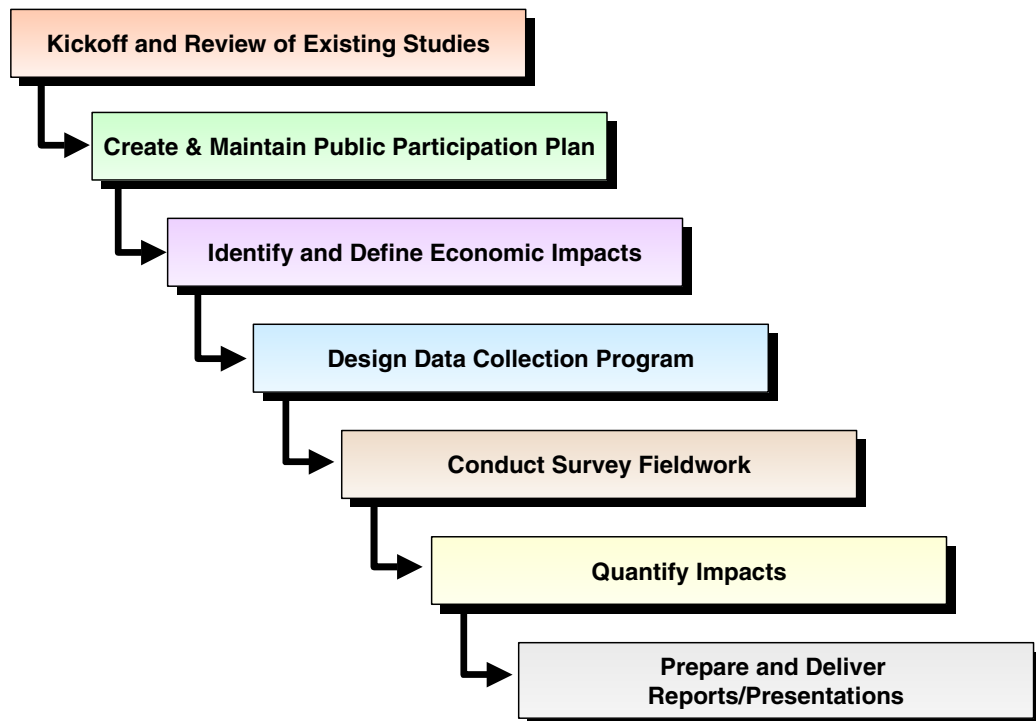 Kickoff and Review of Existing Studies
Create & Maintain Public Participation Plan
Identify and Define Economic Impacts
Design Data Collection Program
Conduct Survey Fieldwork
Quantify Impacts
Prepare and Deliver
Reports/Presentations